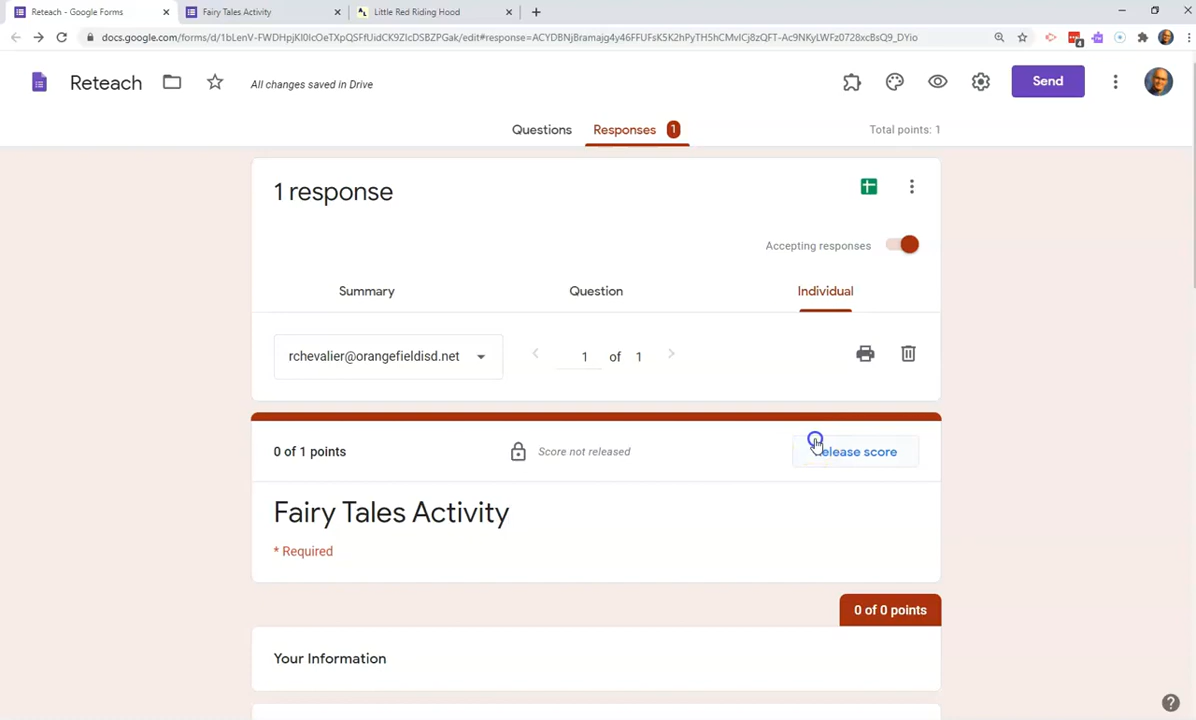 Reteach - Google Forms
Fairy Tales Activity
Little Red Riding Hood
docs.google.com/forms/d/1bLenV-FWDHpjKI0IcOeTXpQSFfUidCK9ZIcDSBZPGak/edit#response=ACYDBNjBramajg4y46FFUFsK5K2hPyTH5hCMvICj8zQFT-Ac9NKyLWFz0728xcBsQ9_DYio
4
Reteach
All changes saved in Drive
Send
Questions
Responses 1
Total points: 1
1 response
Accepting responses
Summary
Question
Individual
rchevalier@orangefieldisd.net
1 of 1
0 of 1 points
Score not released
Release score
Fairy Tales Activity
* Required
0 of 0 points
Your Information